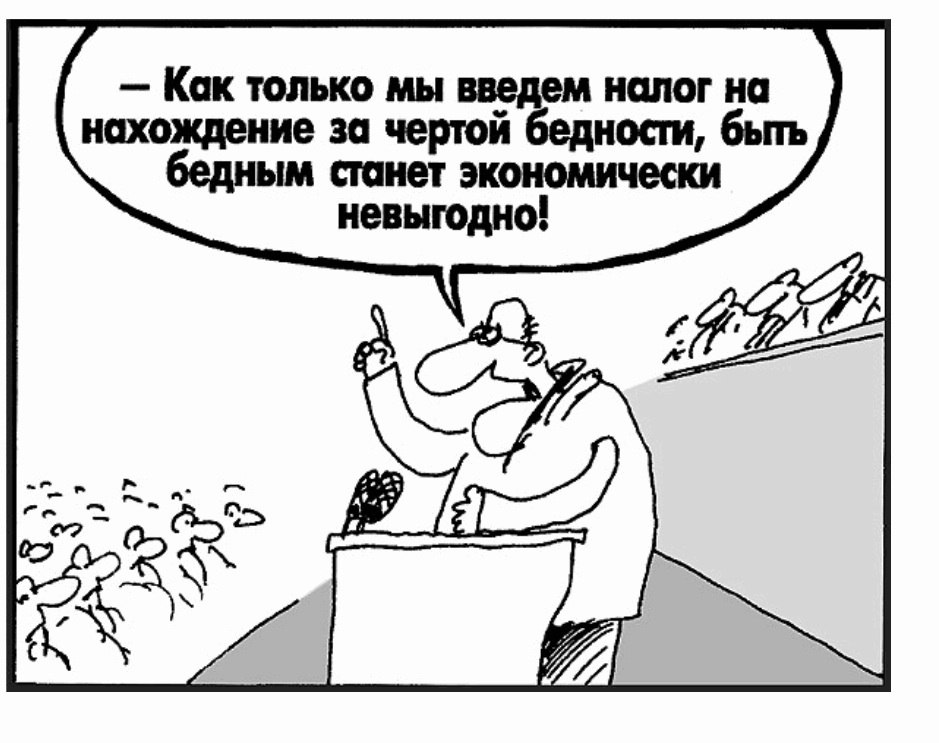 – Как только мы введем налог на
нахождение за чертой бедности, быть
бедным станет экономически
невыгодно!